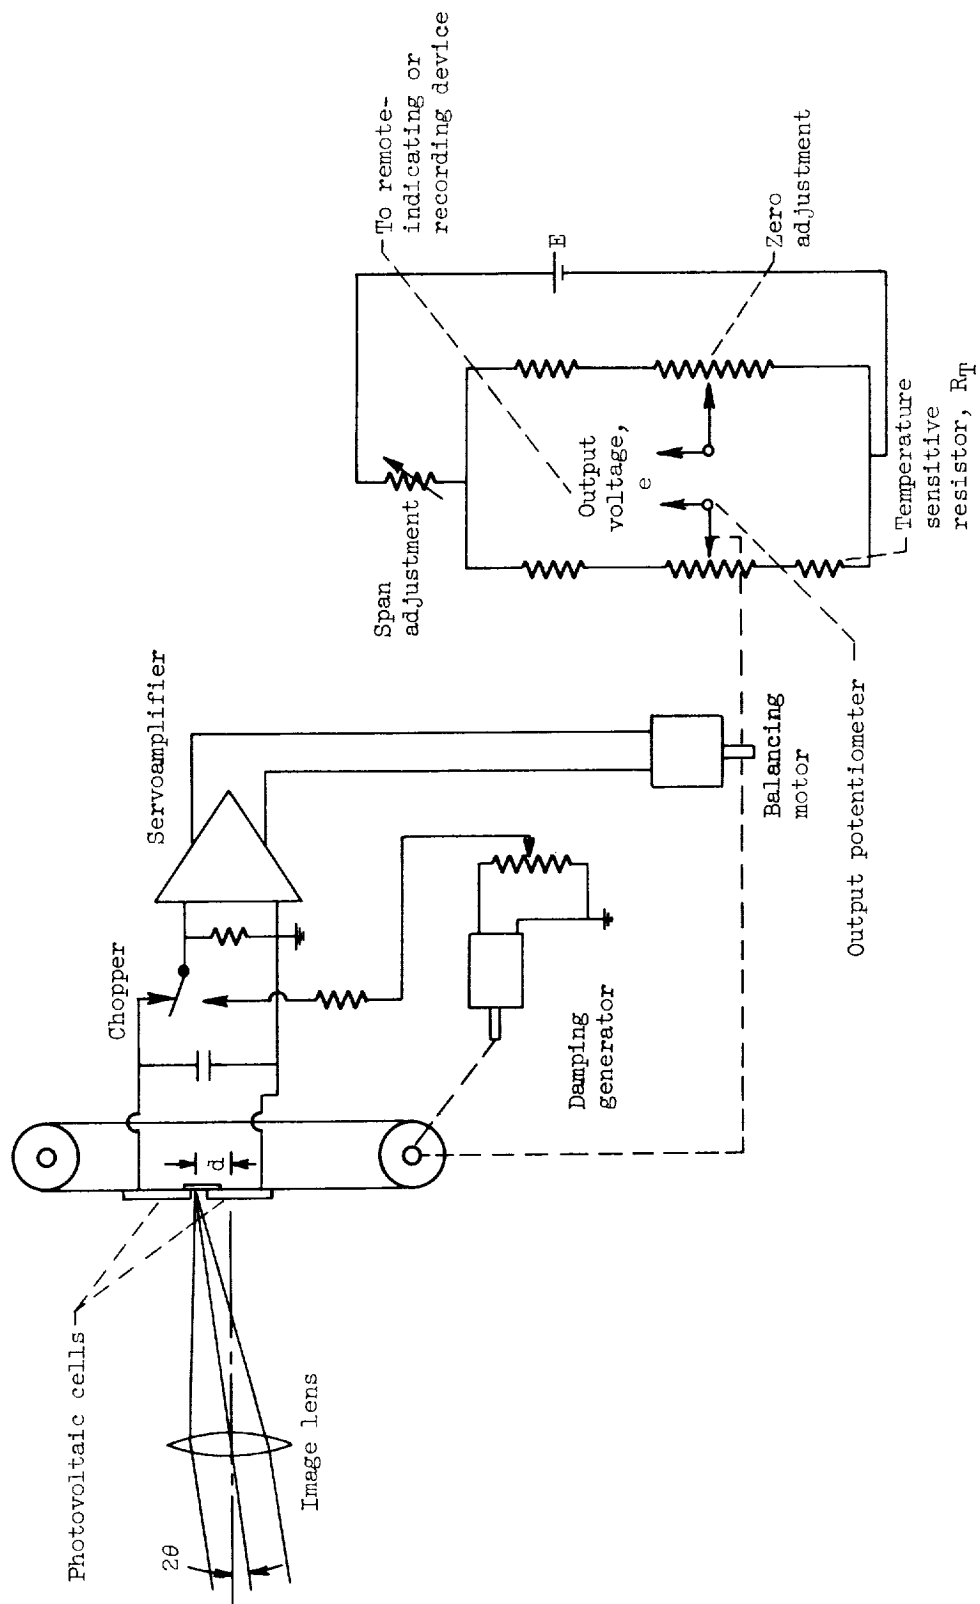 Photovoltaic cells
2θ
Image lens
d
Chopper
Servoamplifier
Damping
generator
Balancing
motor
Span
adjustment
To remote-
indicating or
recording device
Output
voltage,
e
E
Zero
adjustment
Temperature
sensitive
resistor, RT
Output potentiometer